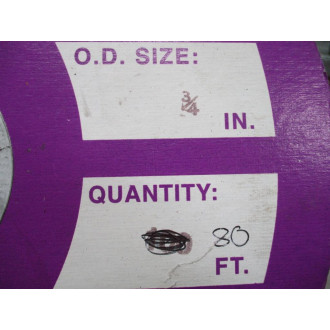 O.D. SIZE:
3/4
IN.
QUANTITY:
80
FT.